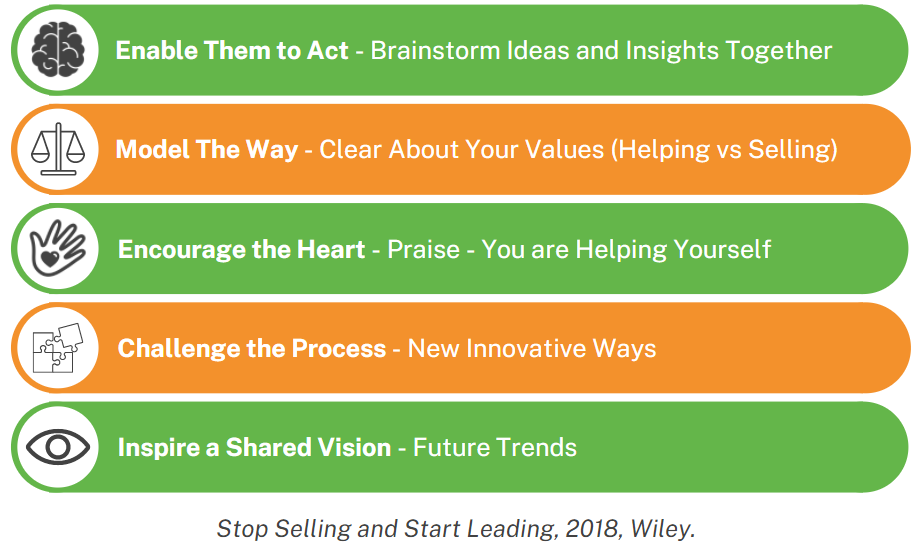 Enable Them to Act - Brainstorm Ideas and Insights Together
Model The Way - Clear About Your Values (Helping vs Selling)
Encourage the Heart - Praise - You are Helping Yourself
Challenge the Process - New Innovative Ways
Inspire a Shared Vision - Future Trends
Stop Selling and Start Leading, 2018, Wiley.